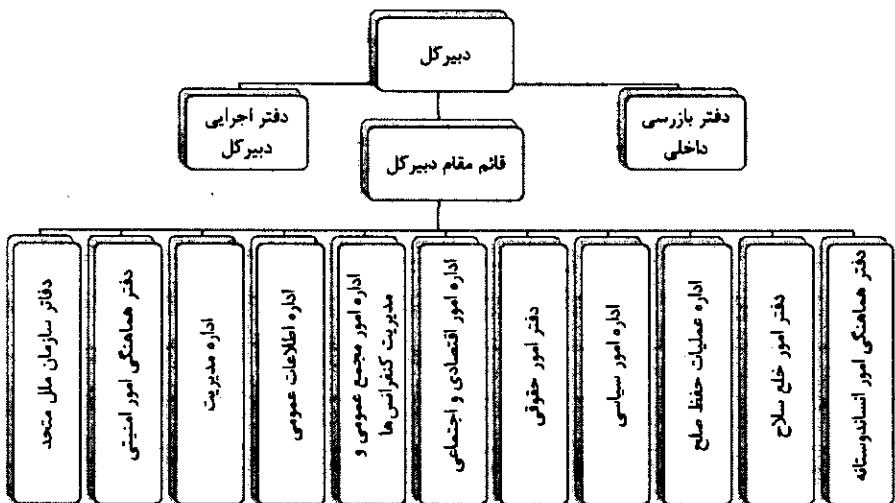 دبیرکل
دفتر بازرسی
داخلی
دفتر اجرایی
دبیرکل
قائم مقام دبیرکل
دفتر هماهنگی امور انساندوستانه
دفتر امور خلع سلاح
اداره عملیات حفظ صلح
اداره امور سیاسی
دفتر امور حقوقی
اداره امور اقتصادی و اجتماعی
اداره امور مجمع عمومی و
مدیریت کنفرانس‌ها
اداره اطلاعات عمومی
اداره مدیریت
دفتر هماهنگی امور امنیتی
دفاتر سازمان ملل متحد